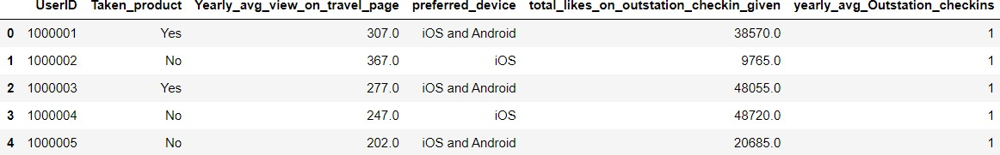 UserID Taken_product Yearly_avg_view_on_travel_page preferred_device total_likes_on_outstation_checkin_given yearly_avg_Outstation_checkins
0 1000001 Yes 307.0 iOS and Android 38570.0 1
1 1000002 No 367.0 iOS 9765.0 1
2 1000003 Yes 277.0 iOS and Android 48055.0 1
3 1000004 No 247.0 iOS 48720.0 1
4 1000005 No 202.0 iOS and Android 20685.0 1